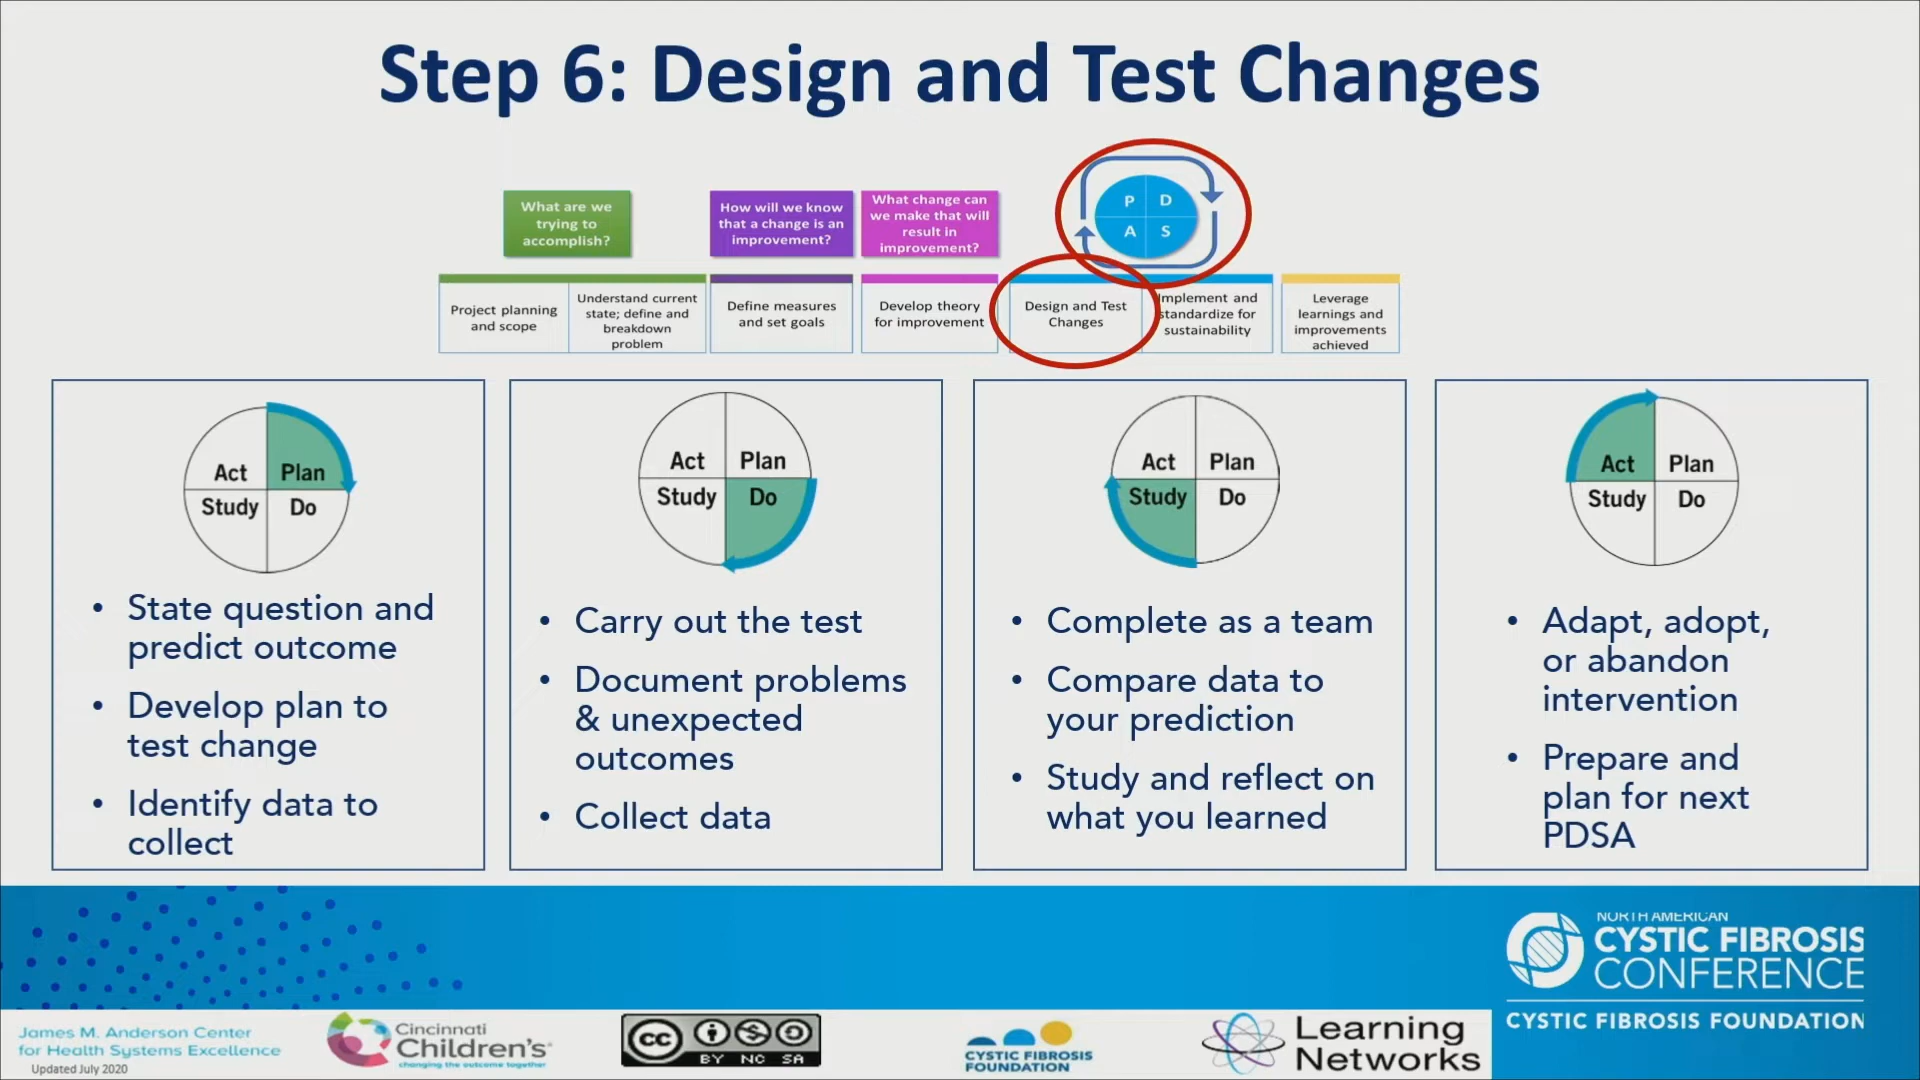 Step 6: Design and Test Changes
What are we
trying to
accomplish?
How will we know
that a change is an
improvement?
What change can
we make that will
result in
improvement?
P D
A S
Project planning
and scope
Understand current
state; define and
breakdown
problem
Define measures
and set goals
Develop theory
for improvement
Design and Test
Changes
Implement and
standardize for
sustainability
Leverage
learnings and
improvements
achieved
Act Plan
Study Do
• State question and
predict outcome
• Develop plan to
test change
• Identify data to
collect
Act Plan
Study Do
• Carry out the test
• Document problems
& unexpected
outcomes
• Collect data
Act Plan
Study Do
• Complete as a team
• Compare data to
your prediction
• Study and reflect on
what you learned
Act Plan
Study Do
• Adapt, adopt,
or abandon
intervention
• Prepare and
plan for next
PDSA
NORTH AMERICAN
CYSTIC FIBROSIS
CONFERENCE
CYSTIC FIBROSIS FOUNDATION
James M. Anderson Center
for Health Systems Excellence
Updated July 2020
Cincinnati
Children's
changing the outcome together
cc
BY NC SA
CYSTIC FIBROSIS
FOUNDATION
Learning
Networks